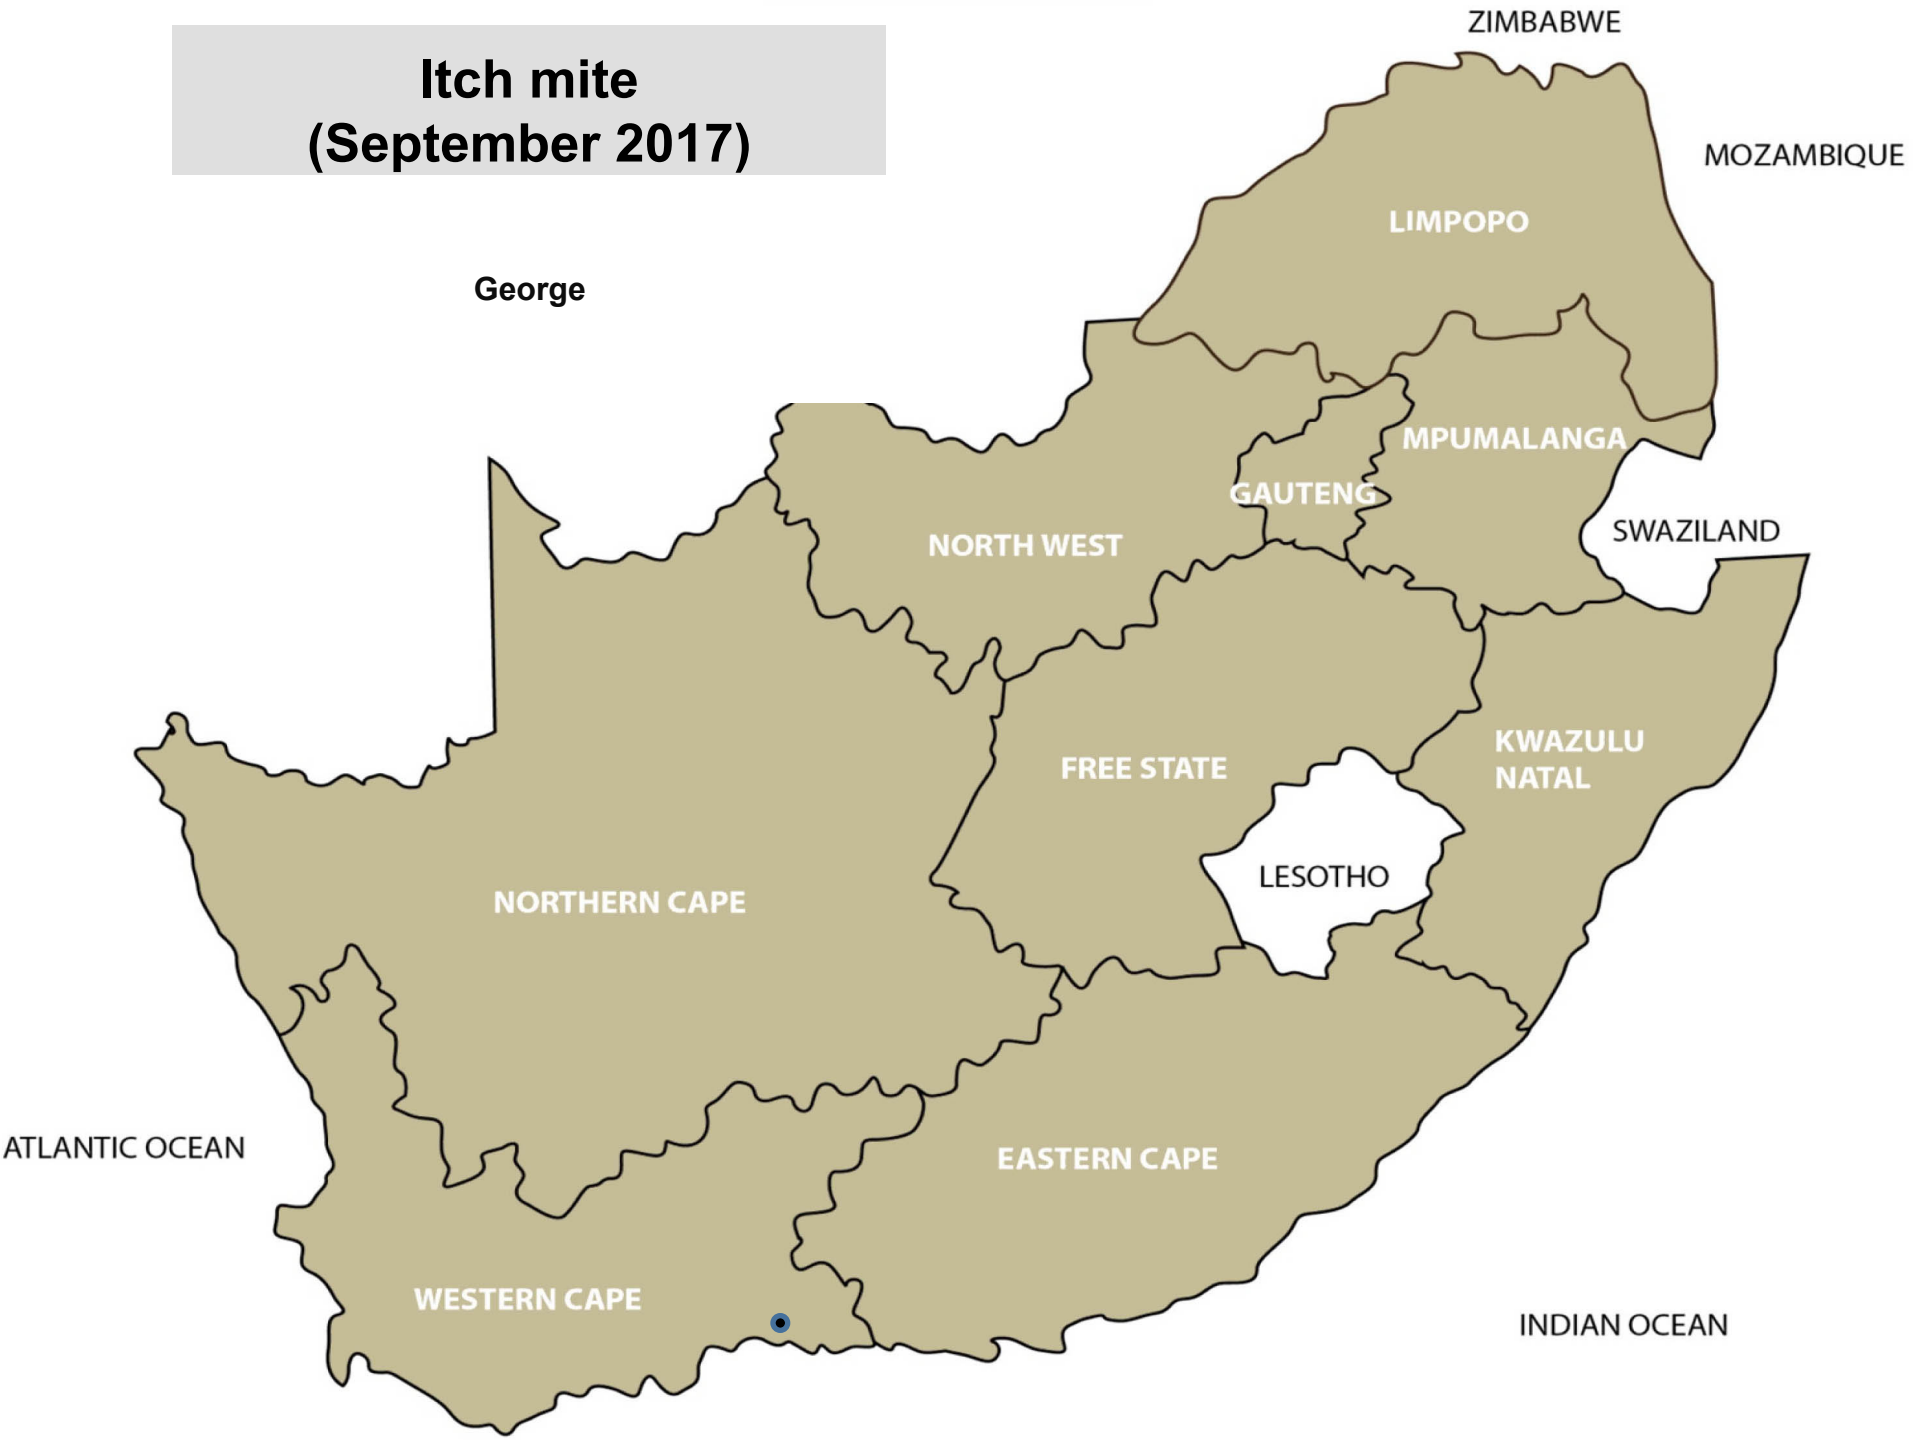 Itch mite
(September 2017)
George
ZIMBABWE
MOZAMBIQUE
LIMPOPO
MPUMALANGA
GAUTENG
NORTH WEST
SWAZILAND
KWAZULU
NATAL
FREE STATE
LESOTHO
NORTHERN CAPE
ATLANTIC OCEAN
EASTERN CAPE
WESTERN CAPE
INDIAN OCEAN